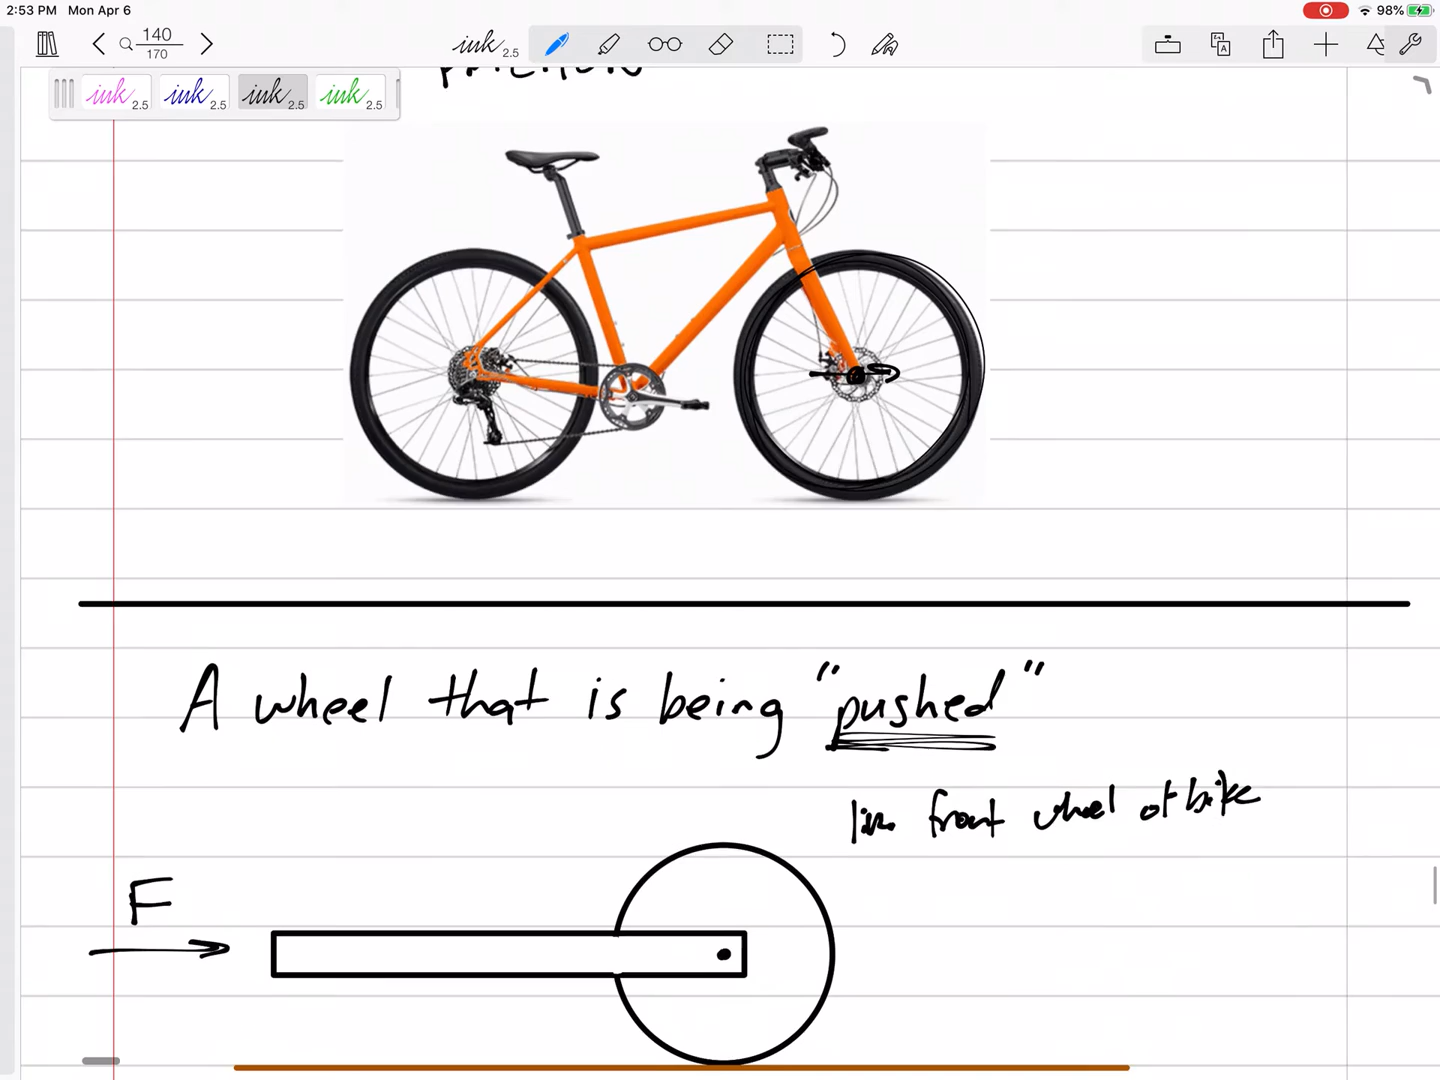 2:53 PM Mon Apr 6
98%
140
170
ink 2.5
ink 2.5
ink 2.5
ink 2.5
ink 2.5
A wheel that is being "pushed"
front wheel of bike
F